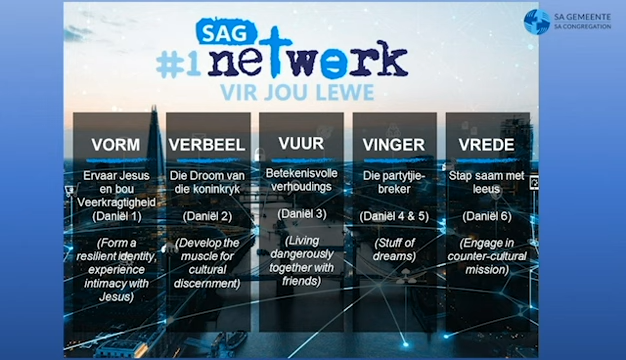 SA GEMEENTE
SA CONGREGATION
SAG
#1 netwerk
VIR JOU LEWE
VORM
Ervaar Jesus
en bou
Veerkragtigheid
(Daniël 1)
(Form a
resilient identity,
experience
intimacy with
Jesus)
VERBEEL
Die Droom van
die koninkryk
(Daniël 2)
(Develop the
muscle for
cultural
discernment)
VUUR
Betekenisvolle
verhoudings
(Daniël 3)
(Living
dangerously
together with
friends)
VINGER
Die partytjie-
breker
(Daniël 4 & 5)
(Stuff of
dreams)
VREDE
Stap saam met
leeus
(Daniël 6)
(Engage in
counter-cultural
mission)